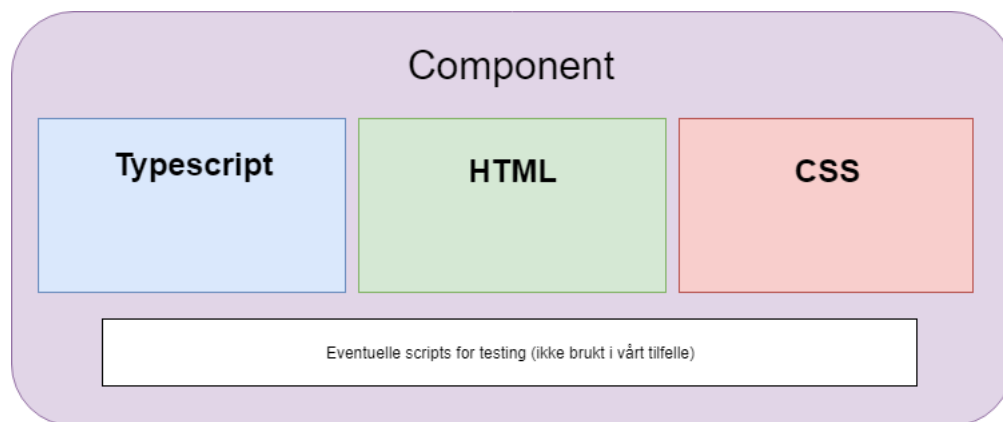 Component
Typescript
HTML
CSS
Eventuelle scripts for testing (ikke brukt i vårt tilfelle)